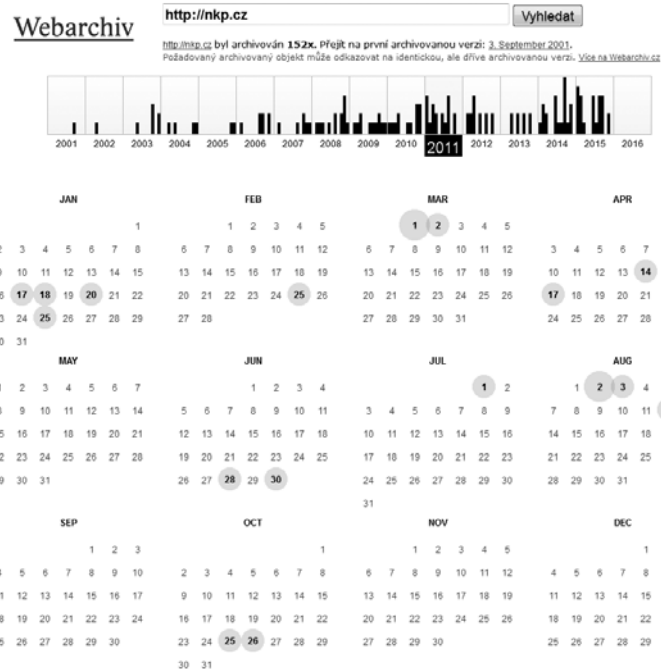 Webarchiv
http://nkp.cz
Vyhledat
http://nkp.cz byl archivován 152x. Přejít na první archivovanou verzi: 3. September 2001.
Požadovaný archivovaný objekt může odkazovat na identickou, ale dříve archivovanou verzi. Více na Webarchiv.cz
2001 2002 2003 2004 2005 2006 2007 2008 2009 2010 2011 2012 2013 2014 2015 2016
JAN FEB MAR APR
1 1 2 3 4 5 1 2 3 4 5
3 4 5 6 7 8 6 7 8 9 10 11 12 6 7 8 9 10 11 12 3 4 5 6 7
10 11 12 13 14 15 13 14 15 16 17 18 19 13 14 15 16 17 18 19 10 11 12 13 14
17 18 19 20 21 22 20 21 22 23 24 25 26 20 21 22 23 24 25 26 17 18 19 20 21
24 25 26 27 28 29 27 28 27 28 29 30 31 24 25 26 27 28
31
MAY JUN JUL AUG
2 3 4 5 6 7 1 2 3 4 1 2 1 2 3 4
9 10 11 12 13 14 5 6 7 8 9 10 11 3 4 5 6 7 8 9 7 8 9 10 11
16 17 18 19 20 21 12 13 14 15 16 17 18 10 11 12 13 14 15 16 14 15 16 17 18
23 24 25 26 27 28 19 20 21 22 23 24 25 17 18 19 20 21 22 23 21 22 23 24 25
30 31 26 27 28 29 30 24 25 26 27 28 29 30 28 29 30 31
31
SEP OCT NOV DEC
1 2 3 1 1 2 3 4 5 1
5 6 7 8 9 10 2 3 4 5 6 7 8 6 7 8 9 10 11 12 4 5 6 7 8
12 13 14 15 16 17 9 10 11 12 13 14 15 13 14 15 16 17 18 19 11 12 13 14 15
19 20 21 22 23 24 16 17 18 19 20 21 22 20 21 22 23 24 25 26 18 19 20 21 22
26 27 28 29 30 23 24 25 26 27 28 29 27 28 29 30 25 26 27 28 29
30 31